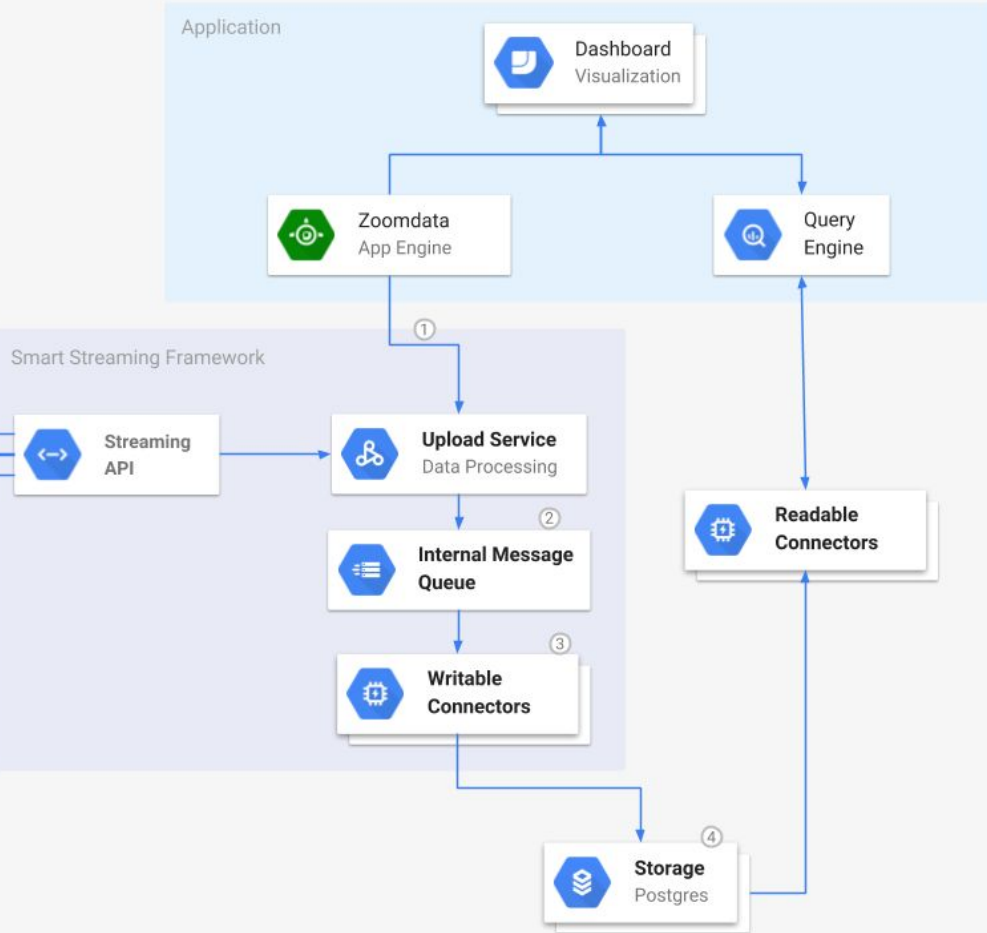 Application
Dashboard
Visualization
Zoomdata
App Engine
Query
Engine
1
Smart Streaming Framework
Streaming
API
Upload Service
Data Processing
2
Internal Message
Queue
Readable
Connectors
3
Writable
Connectors
4
Storage
Postgres